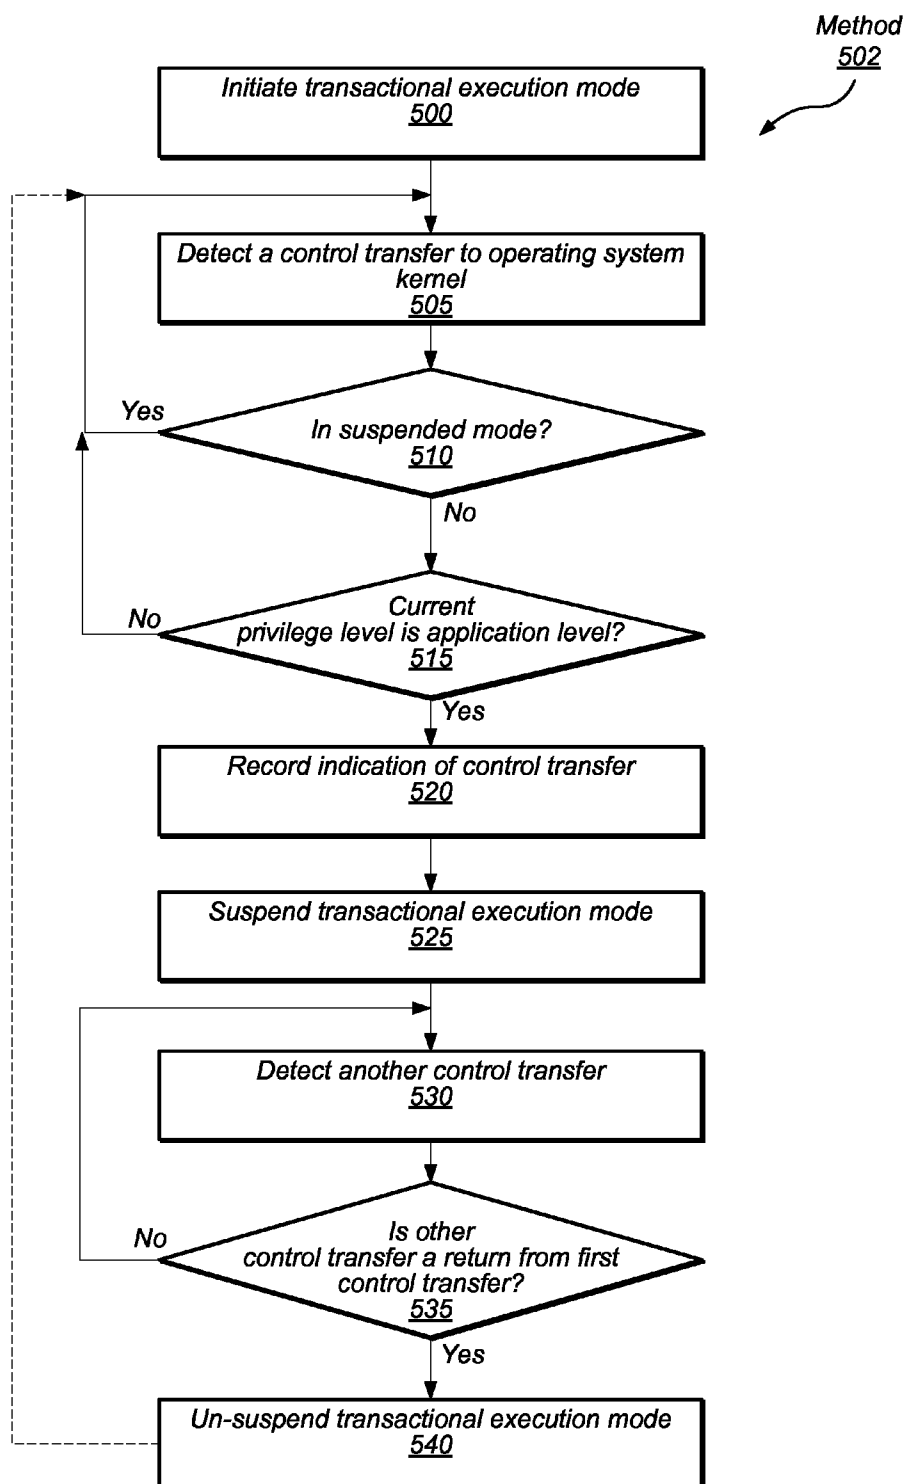 Method
502
Initiate transactional execution mode
500
Detect a control transfer to operating system
kernel
505
Yes
In suspended mode?
510
No
Current
No
privilege level is application level?
515
Yes
Record indication of control transfer
520
Suspend transactional execution mode
525
Detect another control transfer
530
Is other
No
control transfer a return from first
control transfer?
535
Yes
Un-suspend transactional execution mode
540